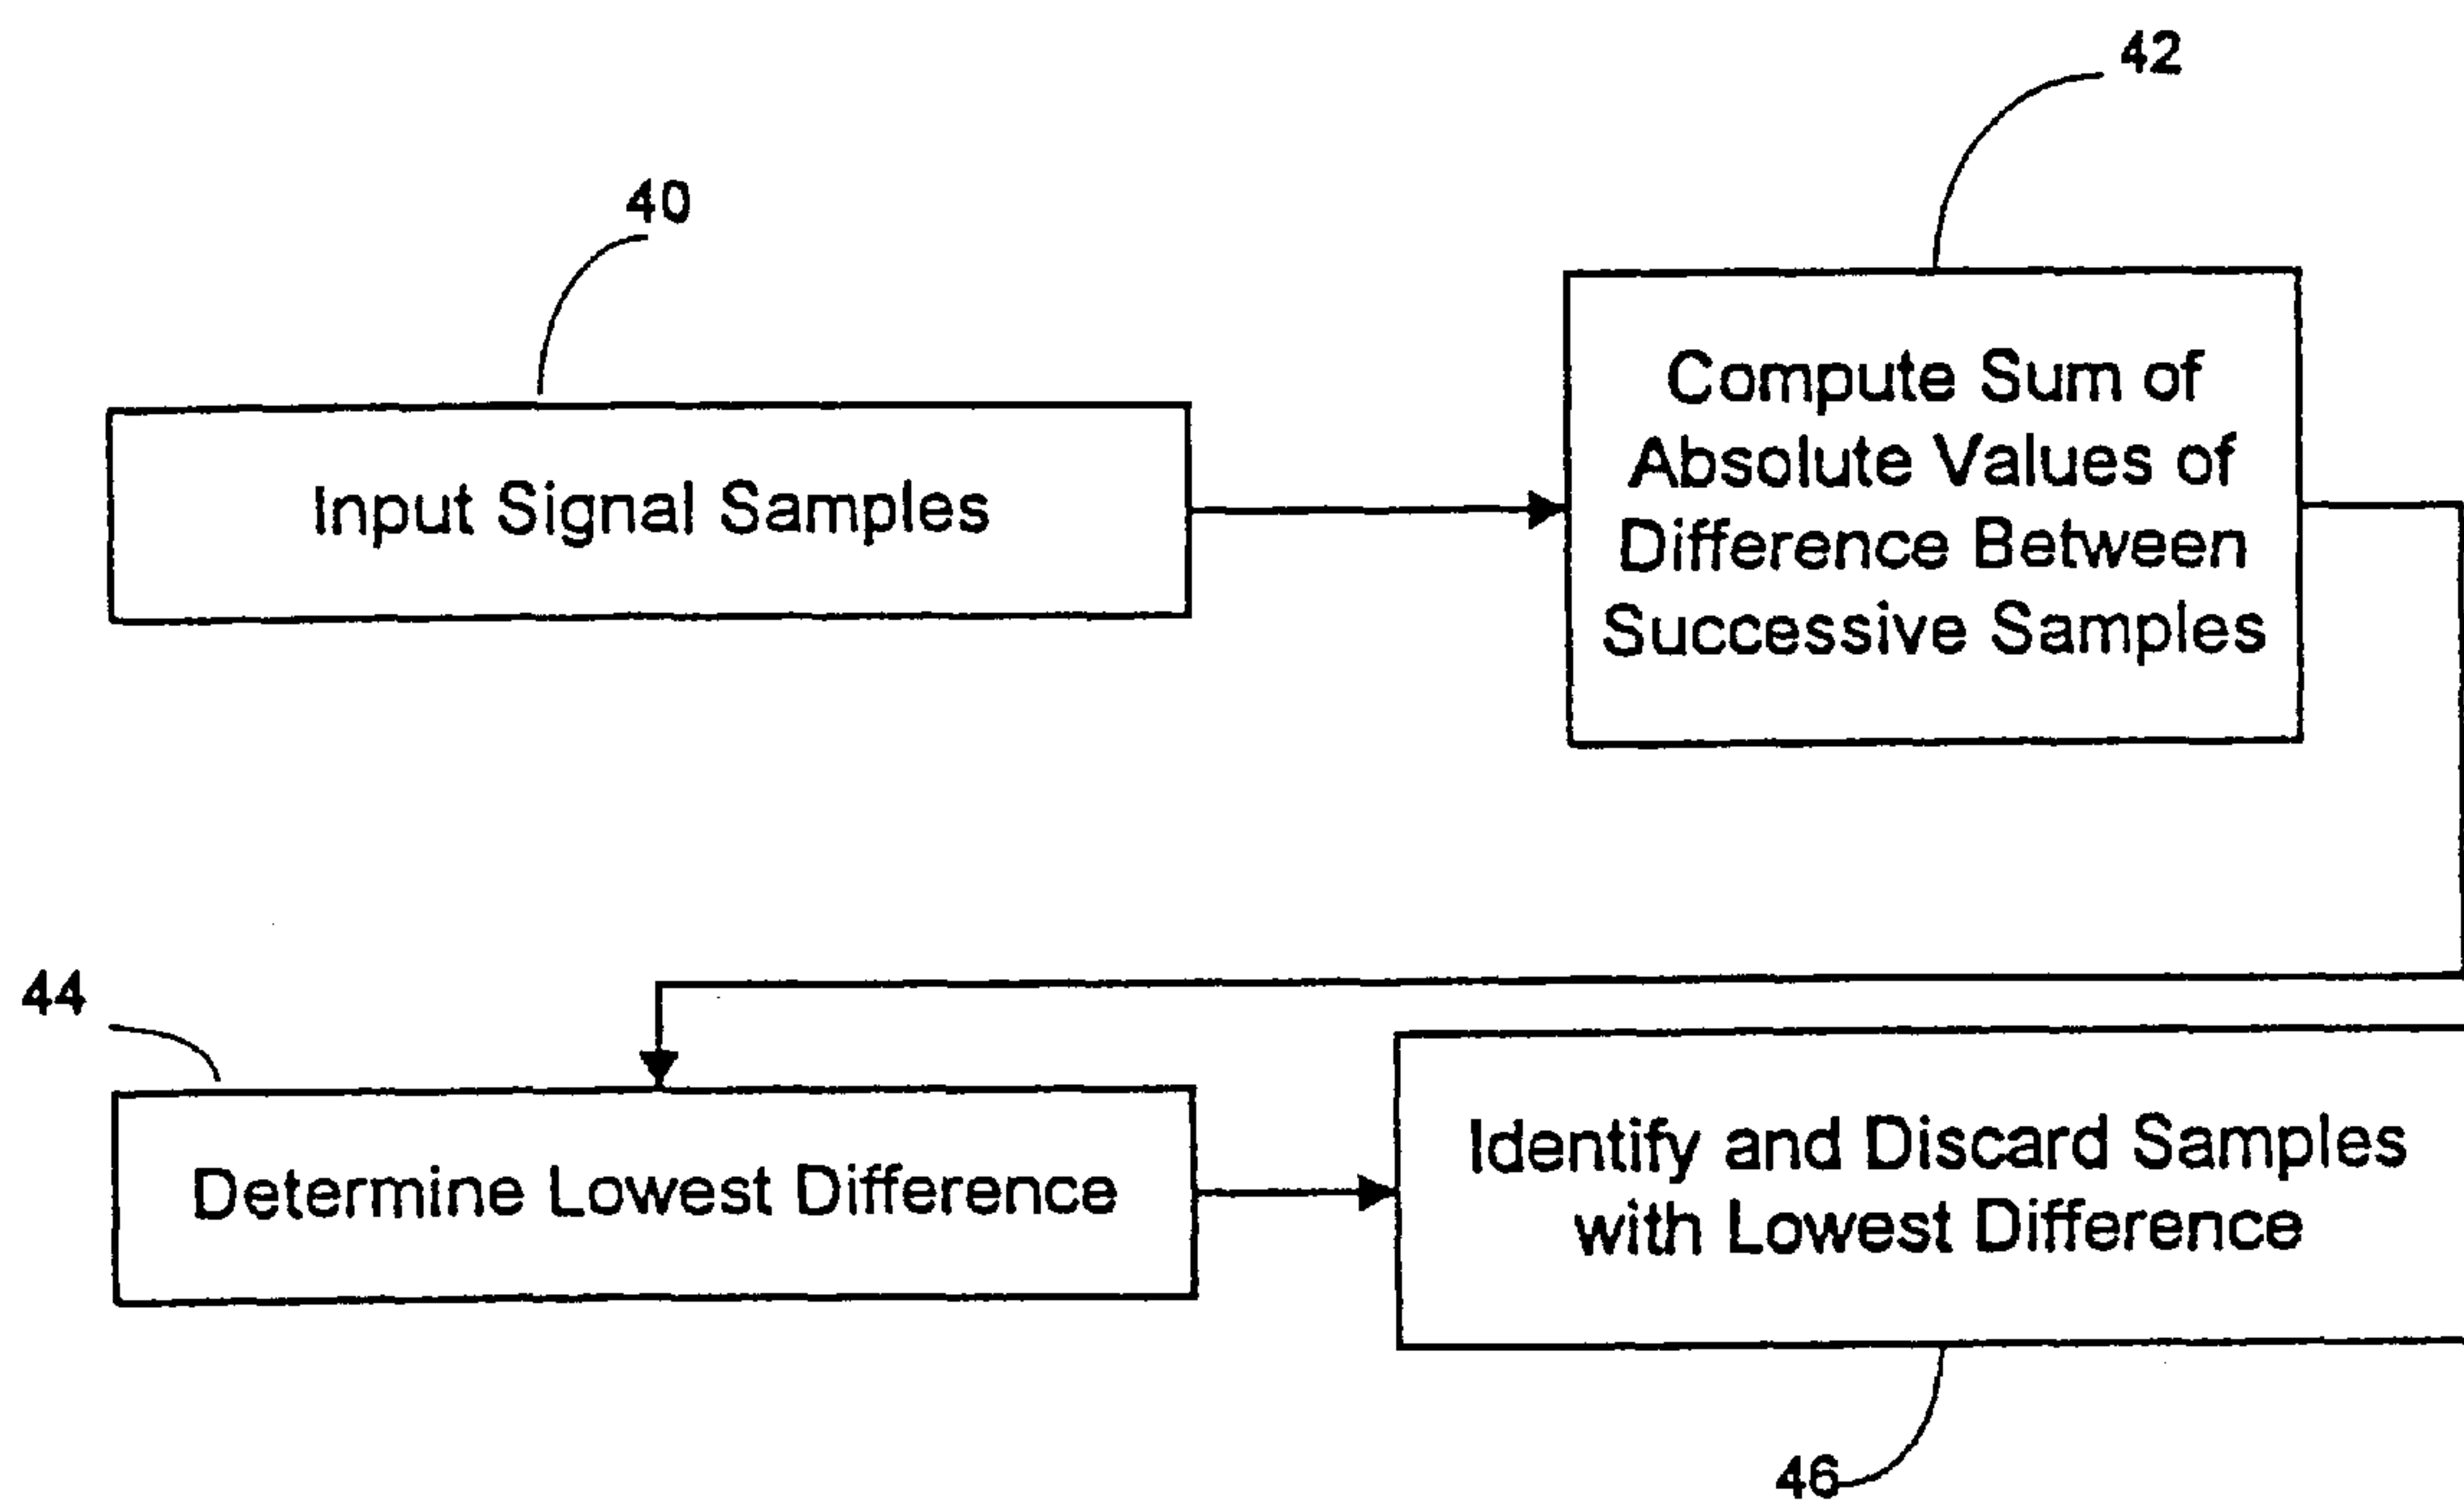 42
40
Input Signal Samples
Compute Sum of
Absolute Values of
Difference Between
Successive Samples
44
Determine Lowest Difference
Identify and Discard Samples
with Lowest Difference
46